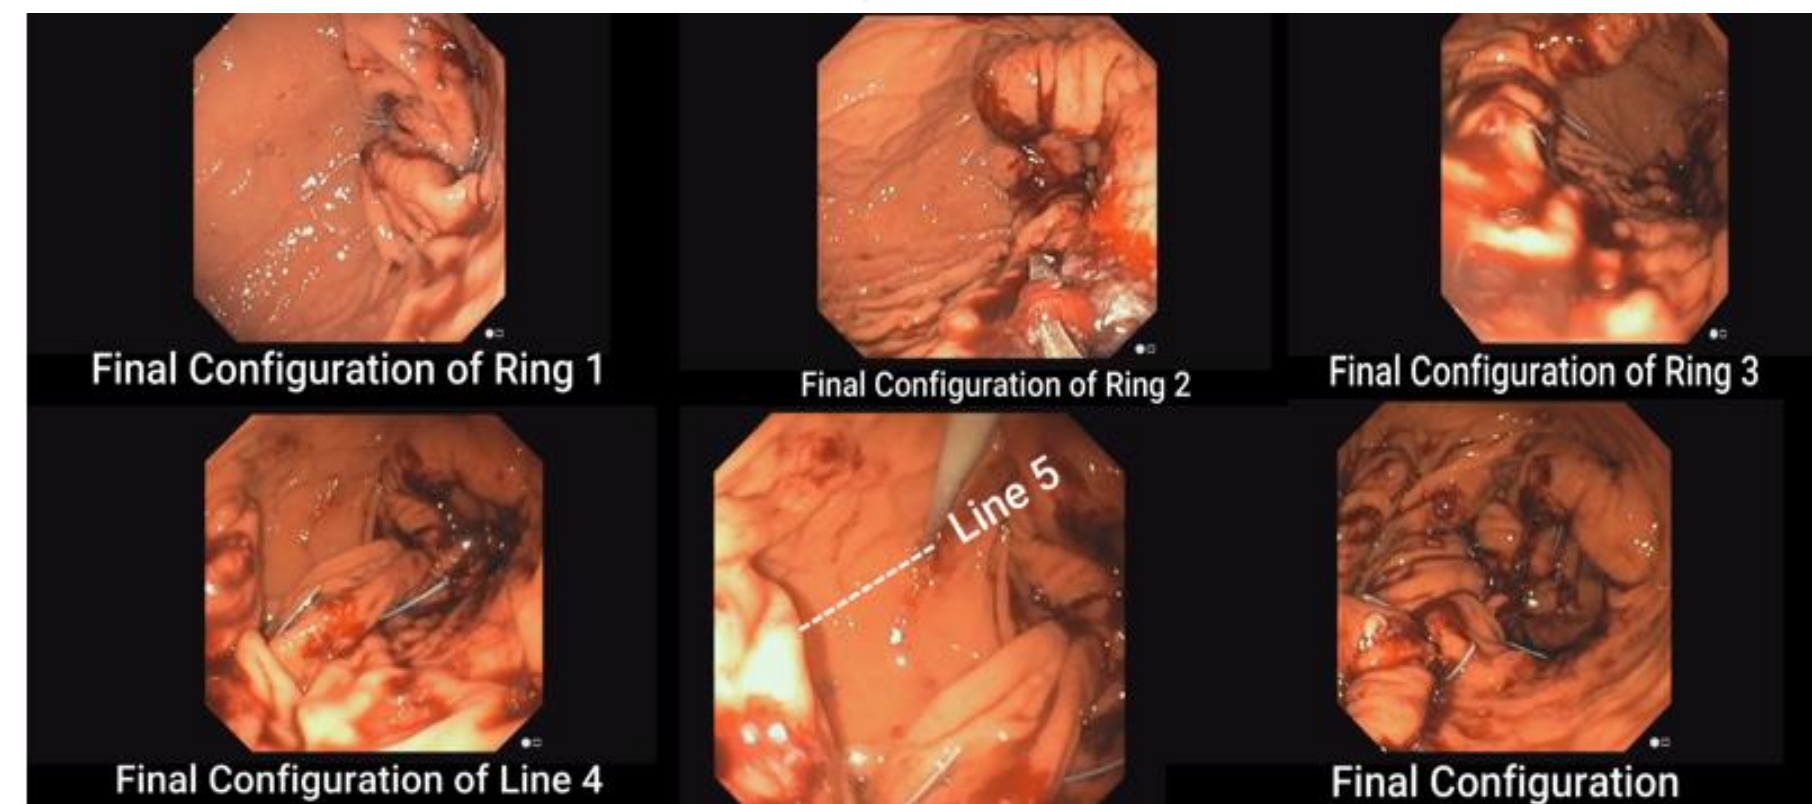 Final Configuration of Ring 1
Final Configuration of Ring 2
Final Configuration of Ring 3
Line 5
Final Configuration of Line 4
Final Configuration